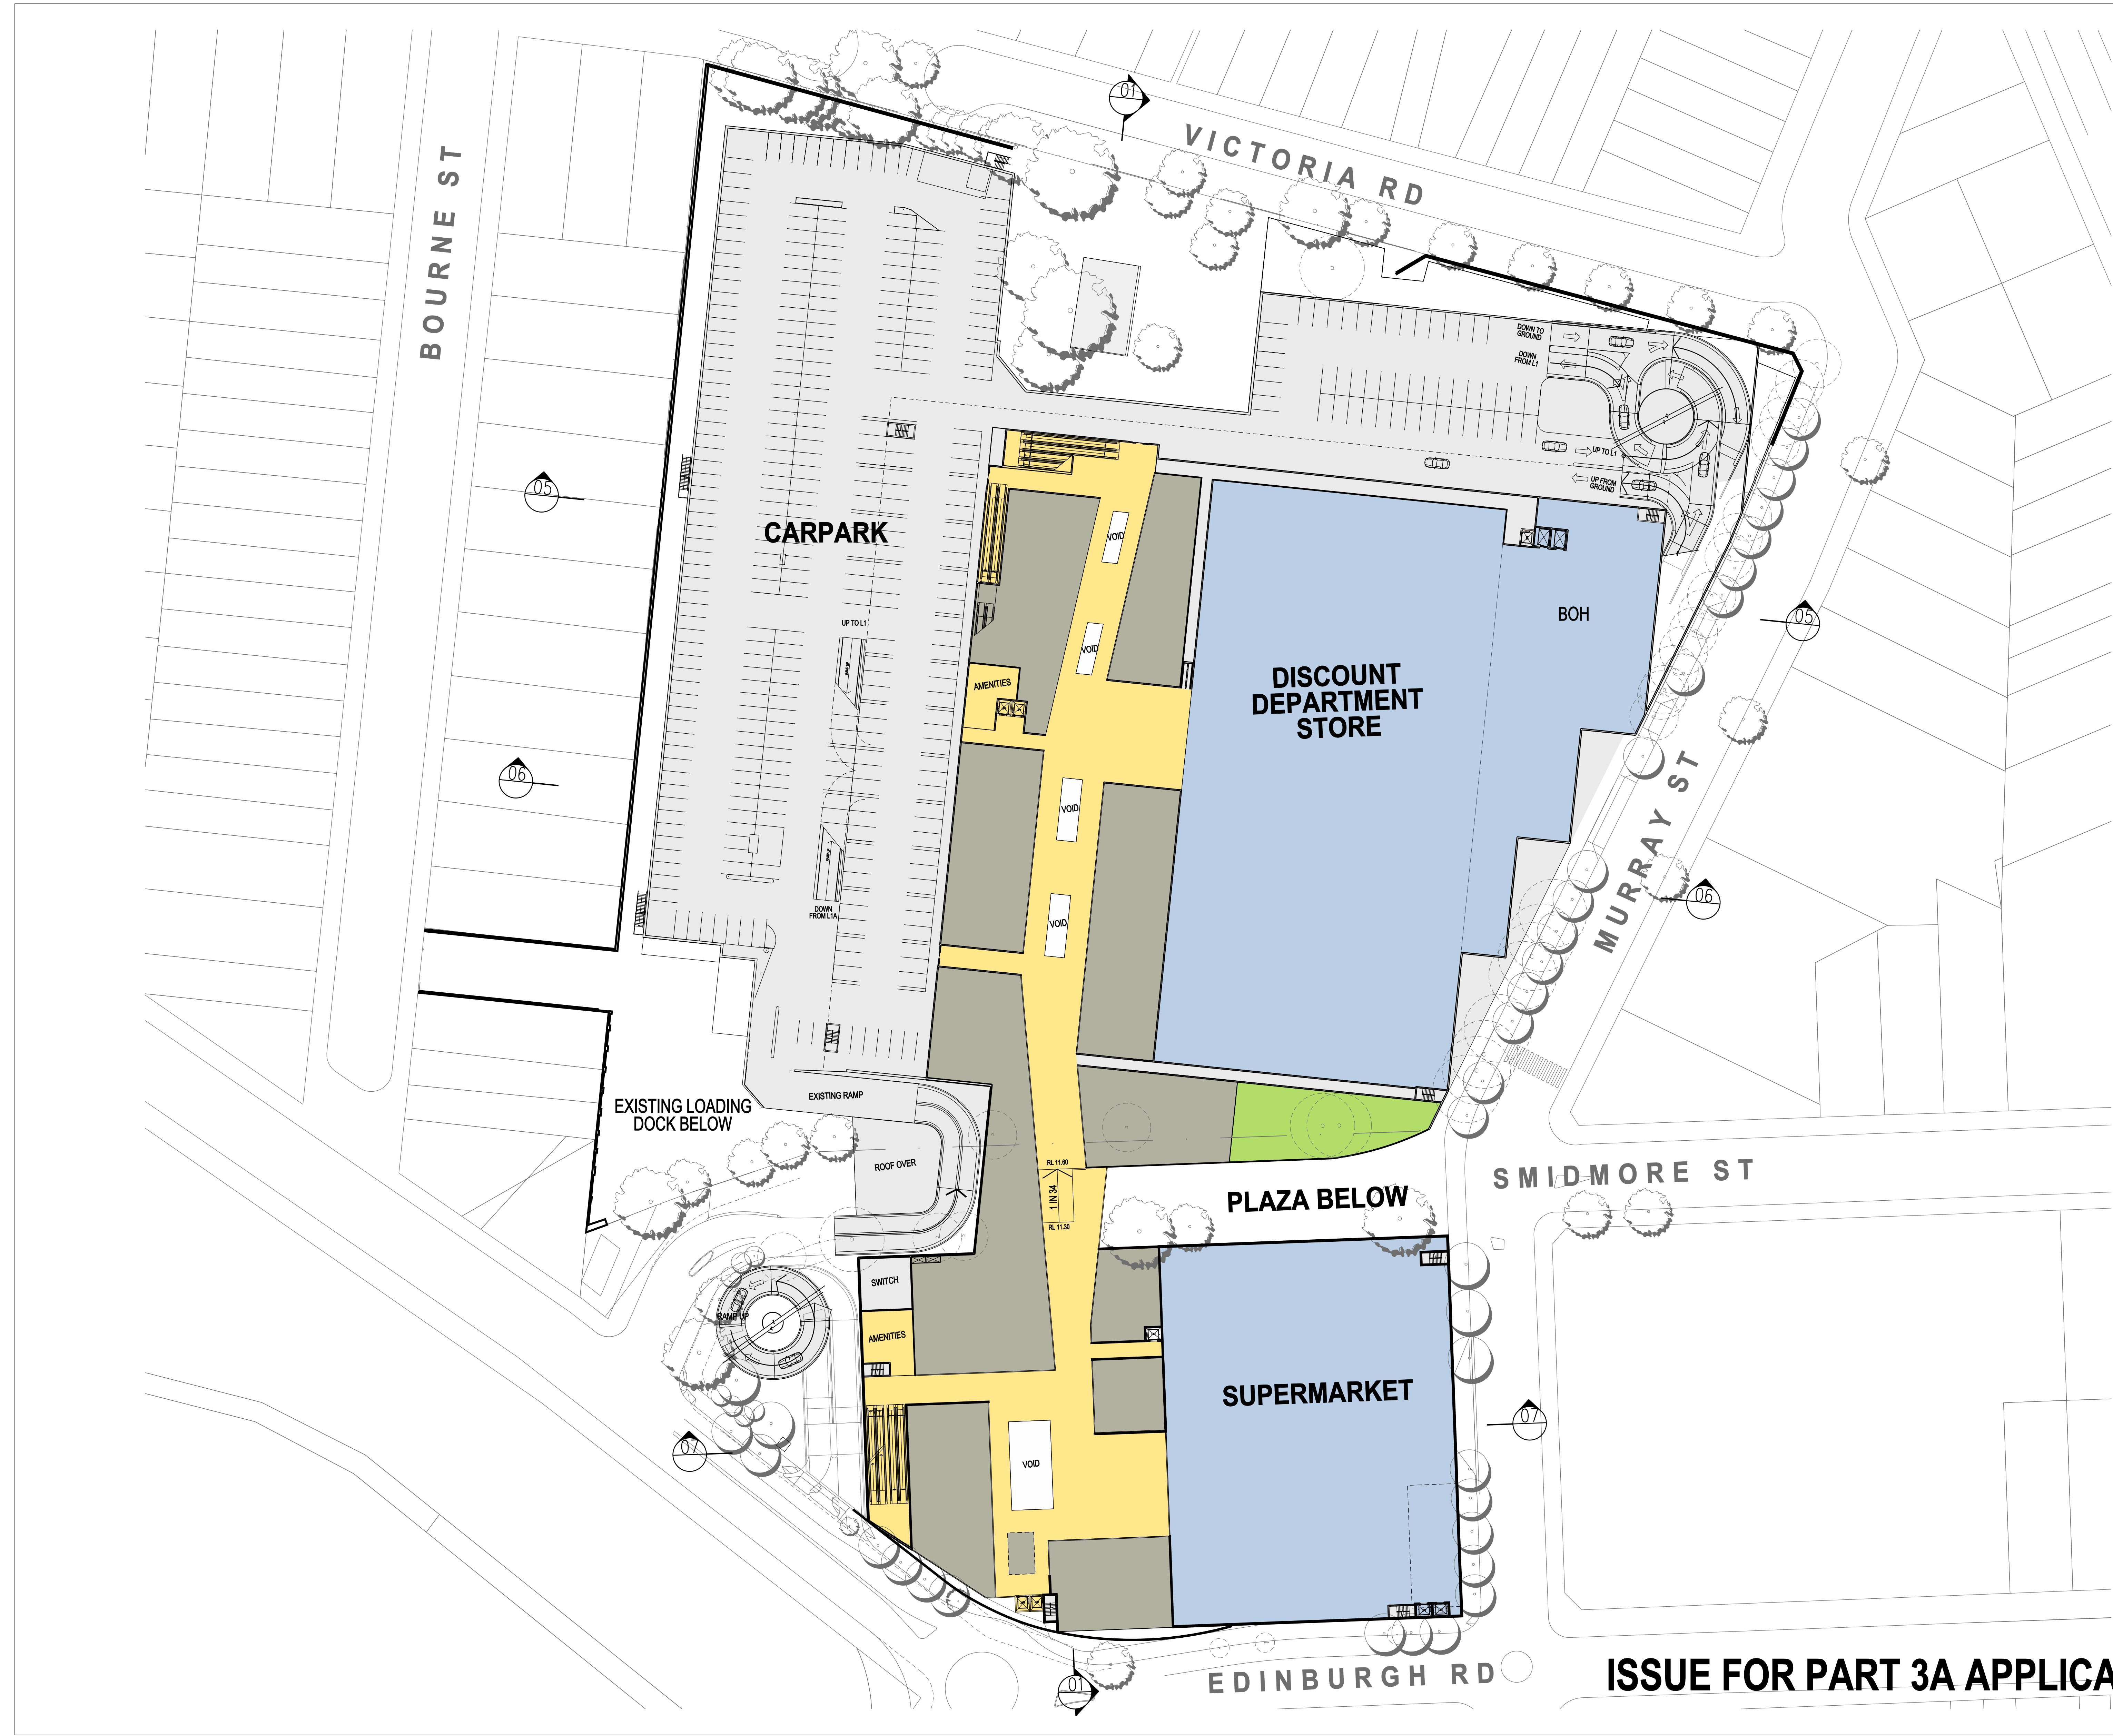 01
VICTORIA RD
BOURNE ST
DOWN TO
GROUND
DOWN
FROM L1
UP TO L1
UP FROM
GROUND
05
CARPARK
VOID
BOH
UP TO L1
VOID
05
AMENITIES
DISCOUNT
DEPARTMENT
STORE
06
VOID
MURRAY ST
DOWN
FROM L1A
VOID
06
EXISTING LOADING
DOCK BELOW
EXISTING RAMP
ROOF OVER
RL 11.60
1 IN 34
RL 11.30
PLAZA BELOW
SMIDMORE ST
SWITCH
RAMP UP
AMENITIES
SUPERMARKET
07
07
VOID
01
EDINBURGH RD
ISSUE FOR PART 3A APPLICA